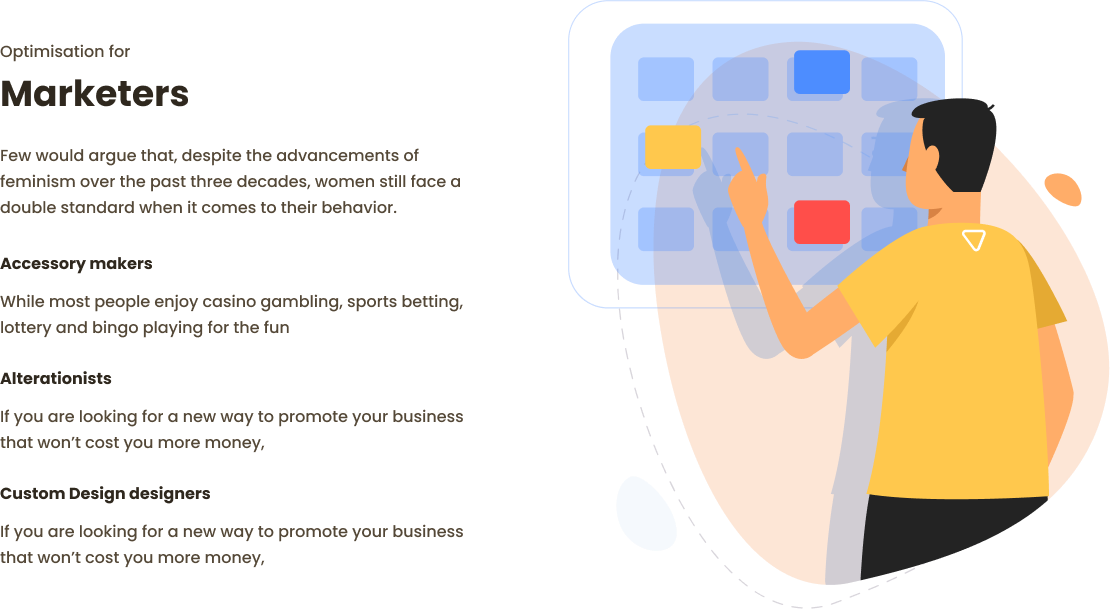 Optimisation for
Marketers
Few would argue that, despite the advancements of
feminism over the past three decades, women still face a
double standard when it comes to their behavior.
Accessory makers
While most people enjoy casino gambling, sports betting,
lottery and bingo playing for the fun
Alterationists
If you are looking for a new way to promote your business
that won’t cost you more money,
Custom Design designers
If you are looking for a new way to promote your business
that won’t cost you more money,